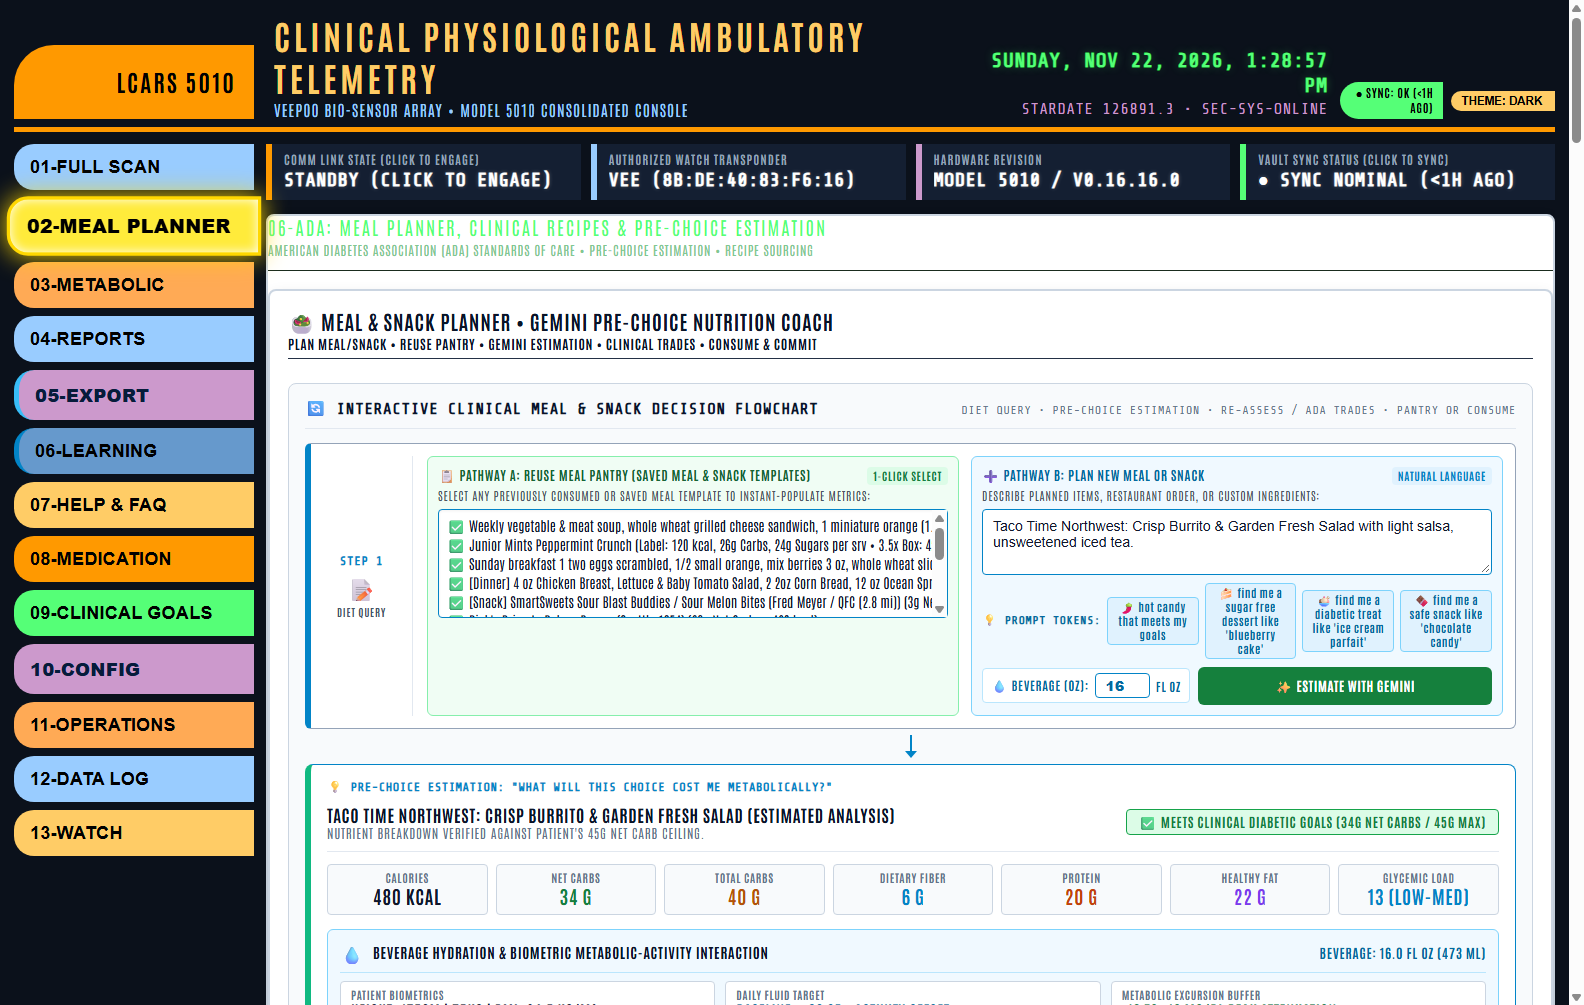 LCARS 5010
CLINICAL PHYSIOLOGICAL AMBULATORY
TELEMETRY
VEEPOO BIO-SENSOR ARRAY • MODEL 5010 CONSOLIDATED CONSOLE
SUNDAY, NOV 22, 2026, 1:28:57
PM
STARDATE 126891.3 · SEC-SYS-ONLINE
● SYNC: OK (<1H
AGO)
THEME: DARK
01-FULL SCAN
02-MEAL PLANNER
03-METABOLIC
04-REPORTS
05-EXPORT
06-LEARNING
07-HELP & FAQ
08-MEDICATION
09-CLINICAL GOALS
10-CONFIG
11-OPERATIONS
12-DATA LOG
13-WATCH
COMM LINK STATE (CLICK TO ENGAGE)
STANDBY (CLICK TO ENGAGE)
AUTHORIZED WATCH TRANSPONDER
VEE (8B:DE:40:83:F6:16)
HARDWARE REVISION
MODEL 5010 / V0.16.16.0
VAULT SYNC STATUS (CLICK TO SYNC)
● SYNC NOMINAL (<1H AGO)
06-ADA: MEAL PLANNER, CLINICAL RECIPES & PRE-CHOICE ESTIMATION
AMERICAN DIABETES ASSOCIATION (ADA) STANDARDS OF CARE • PRE-CHOICE ESTIMATION • RECIPE SOURCING
MEAL & SNACK PLANNER • GEMINI PRE-CHOICE NUTRITION COACH
PLAN MEAL/SNACK • REUSE PANTRY • GEMINI ESTIMATION • CLINICAL TRADES • CONSUME & COMMIT
INTERACTIVE CLINICAL MEAL & SNACK DECISION FLOWCHART
DIET QUERY · PRE-CHOICE ESTIMATION · RE-ASSESS / ADA TRADES · PANTRY OR CONSUME
STEP 1
DIET QUERY
PATHWAY A: REUSE MEAL PANTRY (SAVED MEAL & SNACK TEMPLATES)
1-CLICK SELECT
SELECT ANY PREVIOUSLY CONSUMED OR SAVED MEAL TEMPLATE TO INSTANT-POPULATE METRICS:
Weekly vegetable & meat soup, whole wheat grilled cheese sandwich, 1 miniature orange (1
Junior Mints Peppermint Crunch (Label: 120 kcal, 26g Carbs, 24g Sugars per srv • 3.5x Box: 4
Sunday breakfast 1 two eggs scrambled, 1/2 small orange, mix berries 3 oz, whole wheat slic
[Dinner] 4 oz Chicken Breast, Lettuce & Baby Tomato Salad, 2 2oz Corn Bread, 12 oz Ocean Spr
[Snack] SmartSweets Sour Blast Buddies / Sour Melon Bites (Fred Meyer / QFC (2.8 mi)) (3g Ne
PATHWAY B: PLAN NEW MEAL OR SNACK
NATURAL LANGUAGE
DESCRIBE PLANNED ITEMS, RESTAURANT ORDER, OR CUSTOM INGREDIENTS:
Taco Time Northwest: Crisp Burrito & Garden Fresh Salad with light salsa,
unsweetened iced tea.
PROMPT TOKENS:
hot candy
that meets my
goals
find me a
sugar free
dessert like
'blueberry
cake'
find me a
diabetic treat
like 'ice cream
parfait'
find me a
safe snack like
'chocolate
candy'
BEVERAGE (OZ): 16 FL OZ
ESTIMATE WITH GEMINI
PRE-CHOICE ESTIMATION: "WHAT WILL THIS CHOICE COST ME METABOLICALLY?"
TACO TIME NORTHWEST: CRISP BURRITO & GARDEN FRESH SALAD (ESTIMATED ANALYSIS)
NUTRIENT BREAKDOWN VERIFIED AGAINST PATIENT'S 45G NET CARB CEILING.
MEETS CLINICAL DIABETIC GOALS (34G NET CARBS / 45G MAX)
CALORIES
480 KCAL
NET CARBS
34 G
TOTAL CARBS
40 G
DIETARY FIBER
6 G
PROTEIN
20 G
HEALTHY FAT
22 G
GLYCEMIC LOAD
13 (LOW-MED)
BEVERAGE HYDRATION & BIOMETRIC METABOLIC-ACTIVITY INTERACTION
BEVERAGE: 16.0 FL OZ (473 ML)
PATIENT BIOMETRICS
DAILY FLUID TARGET
METABOLIC EXCURSION BUFFER